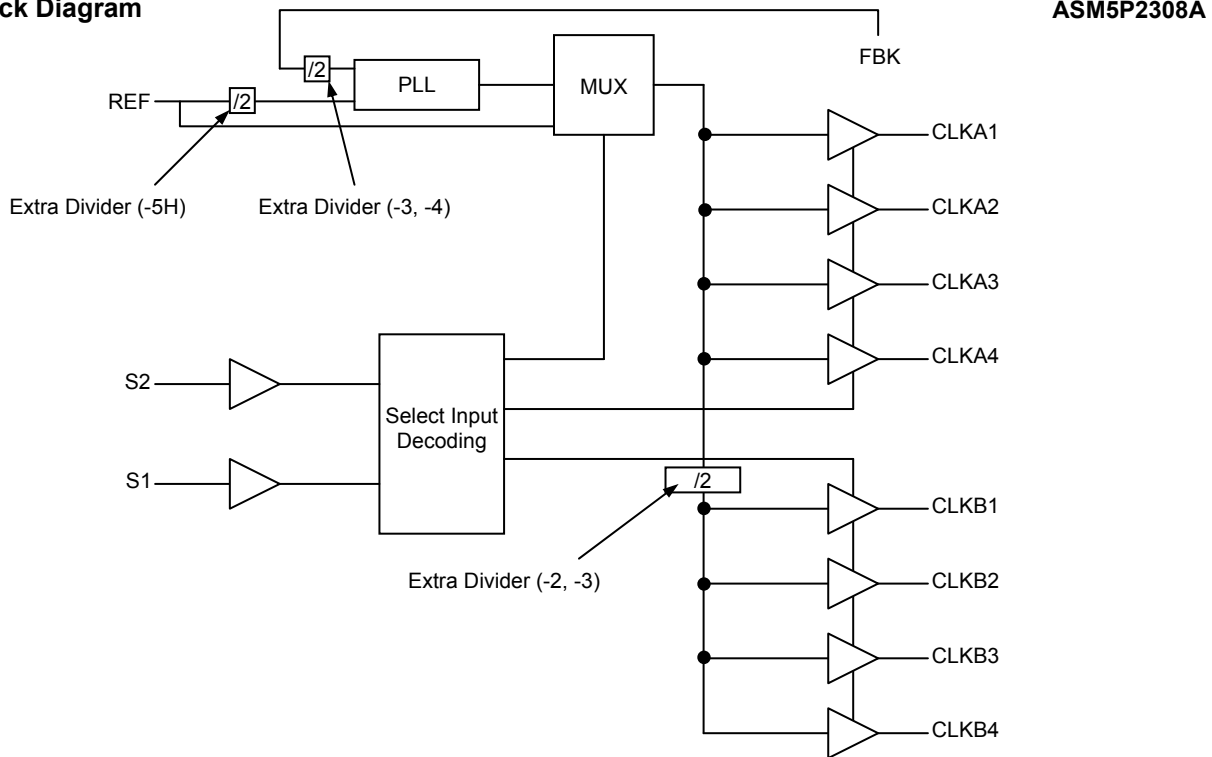 ck Diagram
ASM5P2308A
FBK
/2
PLL
MUX
REF
/2
CLKA1
Extra Divider (-5H)
Extra Divider (-3, -4)
CLKA2
CLKA3
CLKA4
S2
Select Input
Decoding
S1
/2
CLKB1
Extra Divider (-2, -3)
CLKB2
CLKB3
CLKB4